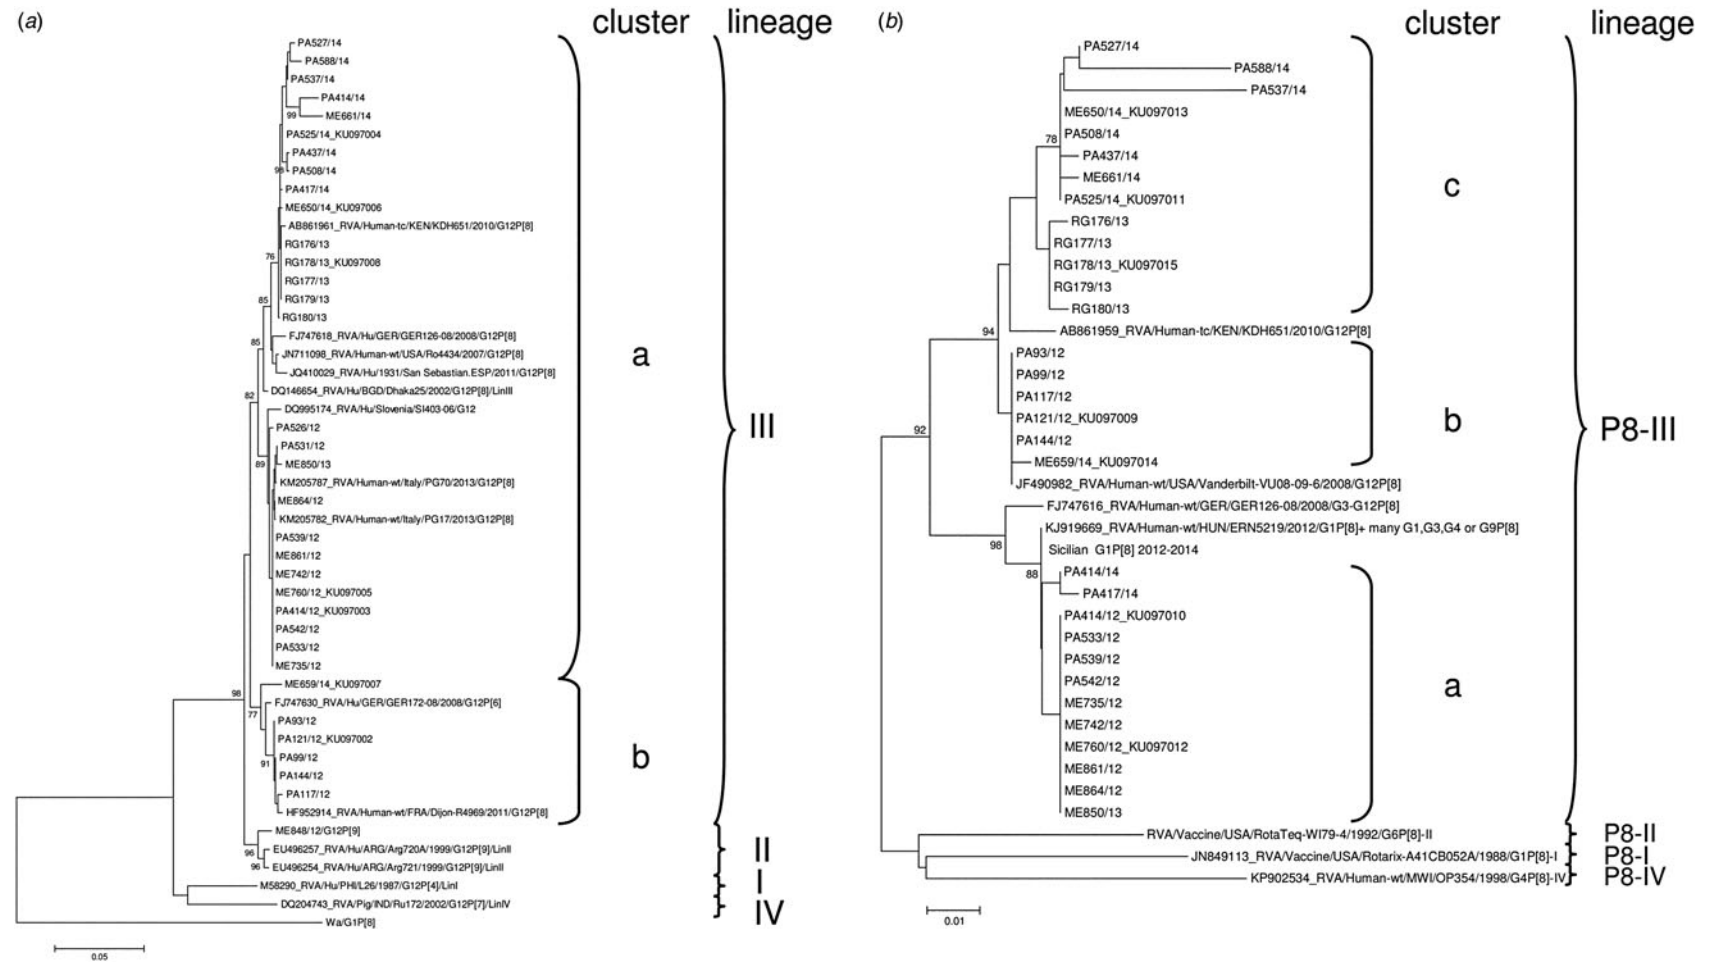 (a)
cluster
lineage
PA527/14
PA588/14
PA537/14
PA414/14
99
ME661/14
PA525/14_KU097004
PA437/14
PA508/14
PA417/14
ME650/14_KU097006
AB861961_RVA/Human-tc/KEN/KDH651/2010/G12P[8]
RG176/13
76
RG178/13_KU097008
RG177/13
RG179/13
85
RG180/13
FJ747618_RVA/Hu/GER/GER126-08/2008/G12P[8]
85
JN711098_RVA/Human-wt/USA/Ro4434/2007/G12P[8]
a
JQ410029_RVA/Hu/1931/San Sebastian.ESP/2011/G12P[8]
DQ146654_RVA/Hu/BGD/Dhaka25/2002/G12P[8]/LinIII
82
DQ995174_RVA/Hu/Slovenia/SI403-06/G12
PA526/12
III
PA531/12
89
ME850/13
KM205787_RVA/Human-wt/Italy/PG70/2013/G12P[8]
ME864/12
KM205782_RVA/Human-wt/Italy/PG17/2013/G12P[8]
PA539/12
ME861/12
ME742/12
ME760/12_KU097005
PA414/12_KU097003
PA542/12
PA533/12
ME735/12
98
ME659/14_KU097007
FJ747630_RVA/Hu/GER/GER172-08/2008/G12P[6]
77
PA93/12
PA121/12_KU097002
PA99/12
b
91
PA144/12
PA117/12
HF952914_RVA/Human-wt/FRA/Dijon-R4969/2011/G12P[8]
ME848/12/G12P[9]
96
EU496257_RVA/Hu/ARG/Arg720A/1999/G12P[9]/LinII
II
96
EU496254_RVA/Hu/ARG/Arg721/1999/G12P[9]/LinII
M58290_RVA/Hu/PHI/L26/1987/G12P[4]/LinI
I
DQ204743_RVA/Pig/IND/Ru172/2002/G12P[7]/LinIV
IV
Wa/G1P[8]
0.05
(b)
cluster
lineage
PA527/14
PA588/14
PA537/14
ME650/14_KU097013
PA508/14
78
PA437/14
ME661/14
c
PA525/14_KU097011
RG176/13
RG177/13
RG178/13_KU097015
RG179/13
RG180/13
94
AB861959_RVA/Human-tc/KEN/KDH651/2010/G12P[8]
PA93/12
PA99/12
PA117/12
PA121/12_KU097009
b
92
P8-III
PA144/12
ME659/14_KU097014
JF490982_RVA/Human-wt/USA/Vanderbilt-VU08-09-6/2008/G12P[8]
FJ747616_RVA/Human-wt/GER/GER126-08/2008/G3-G12P[8]
KJ919669_RVA/Human-wt/HUN/ERN5219/2012/G1P[8]+ many G1,G3,G4 or G9P[8]
98
Sicilian G1P[8] 2012-2014
88
PA414/14
PA417/14
PA414/12_KU097010
PA533/12
PA539/12
PA542/12
a
ME735/12
ME742/12
ME760/12_KU097012
ME861/12
ME864/12
ME850/13
RVA/Vaccine/USA/RotaTeq-WI79-4/1992/G6P[8]-II
P8-II
JN849113_RVA/Vaccine/USA/Rotarix-A41CB052A/1988/G1P[8]-I
P8-I
KP902534_RVA/Human-wt/MWI/OP354/1998/G4P[8]-IV
P8-IV
0.01